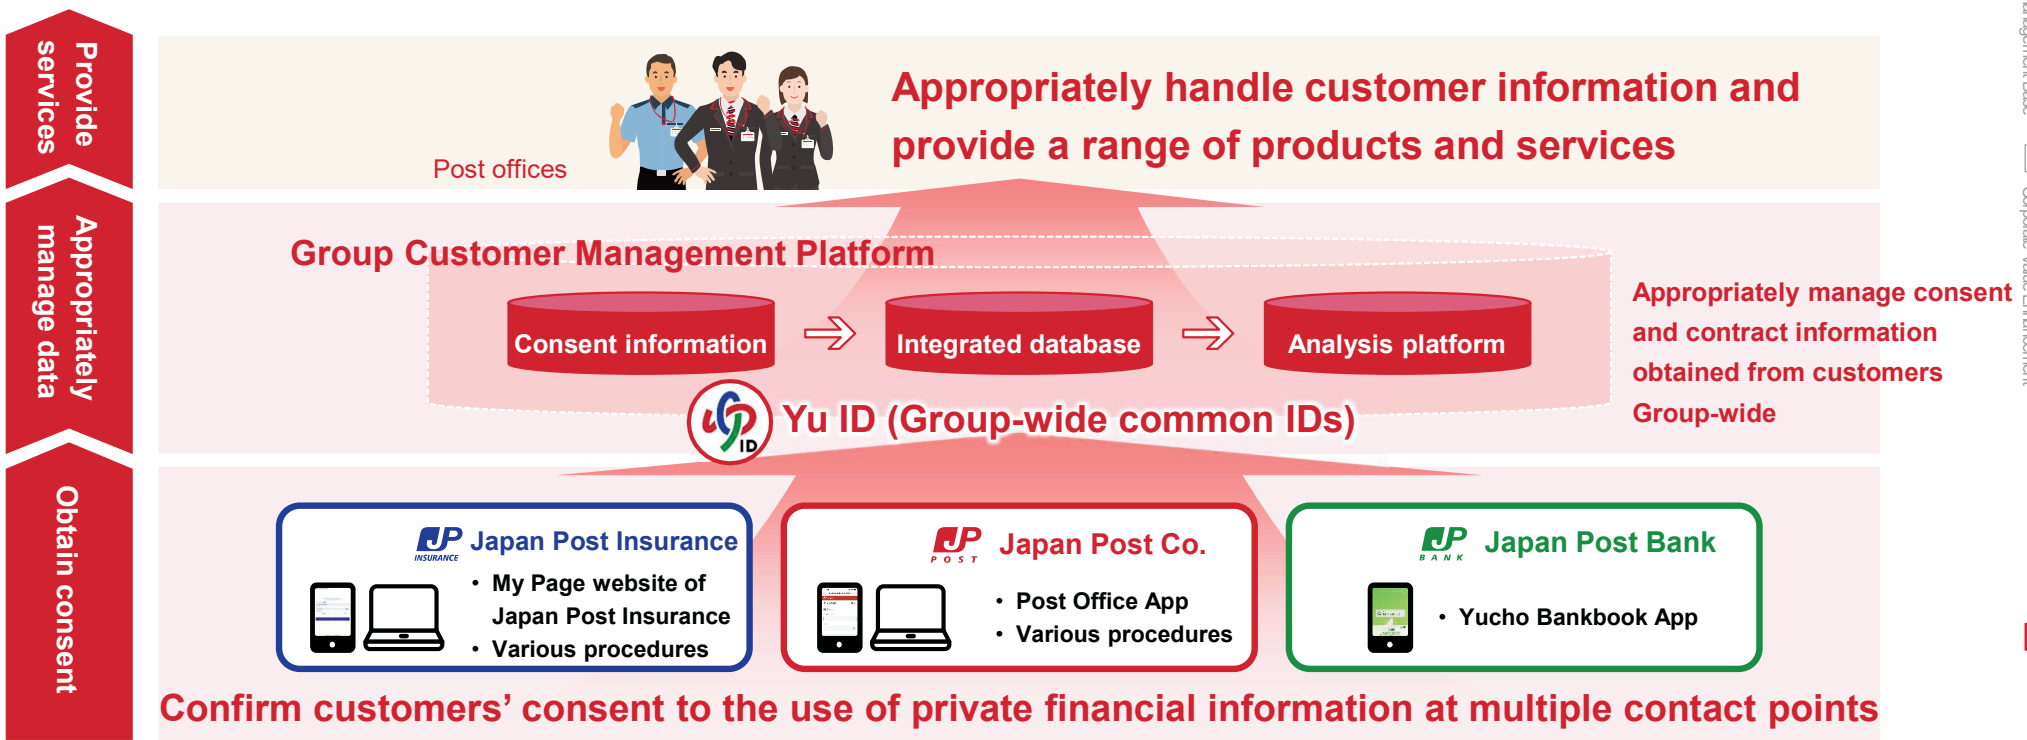 Provide
services
Post offices
Appropriately handle customer information and
provide a range of products and services
Appropriately
manage data
Group Customer Management Platform
Consent information
Integrated database
Analysis platform
Appropriately manage consent
and contract information
obtained from customers
Group-wide
ID
Yu ID (Group-wide common IDs)
Obtain consent
JP
INSURANCE
Japan Post Insurance
• My Page website of
Japan Post Insurance
• Various procedures
JP
POST
Japan Post Co.
• Post Office App
• Various procedures
JP
BANK
Japan Post Bank
• Yucho Bankbook App
Confirm customers’ consent to the use of private financial information at multiple contact points